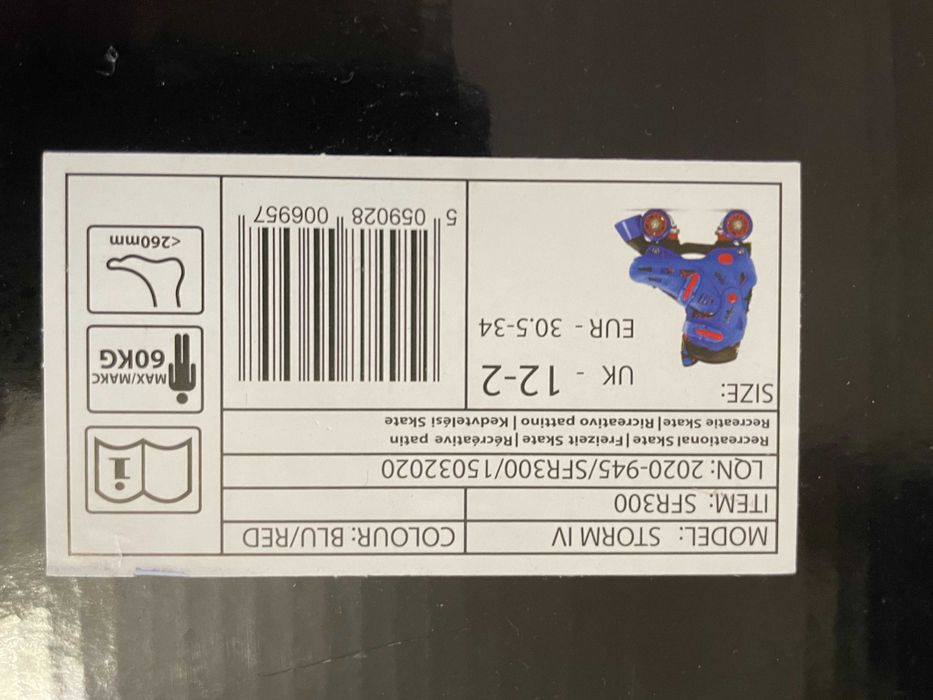 MODEL: STORM IV
COLOUR: BLU/RED
ITEM: SFR300
LQN: 2020-945/SFR300/15032020
Recreational Skate | Freizeit Skate | Récréative patin
Recreatie Skate | Ricreativo pattino | Kedvtelési Skate
SIZE:
UK - 12-2
EUR - 30.5-34
5 059028 006957
i
MAX/МАКС
60KG
<260mm